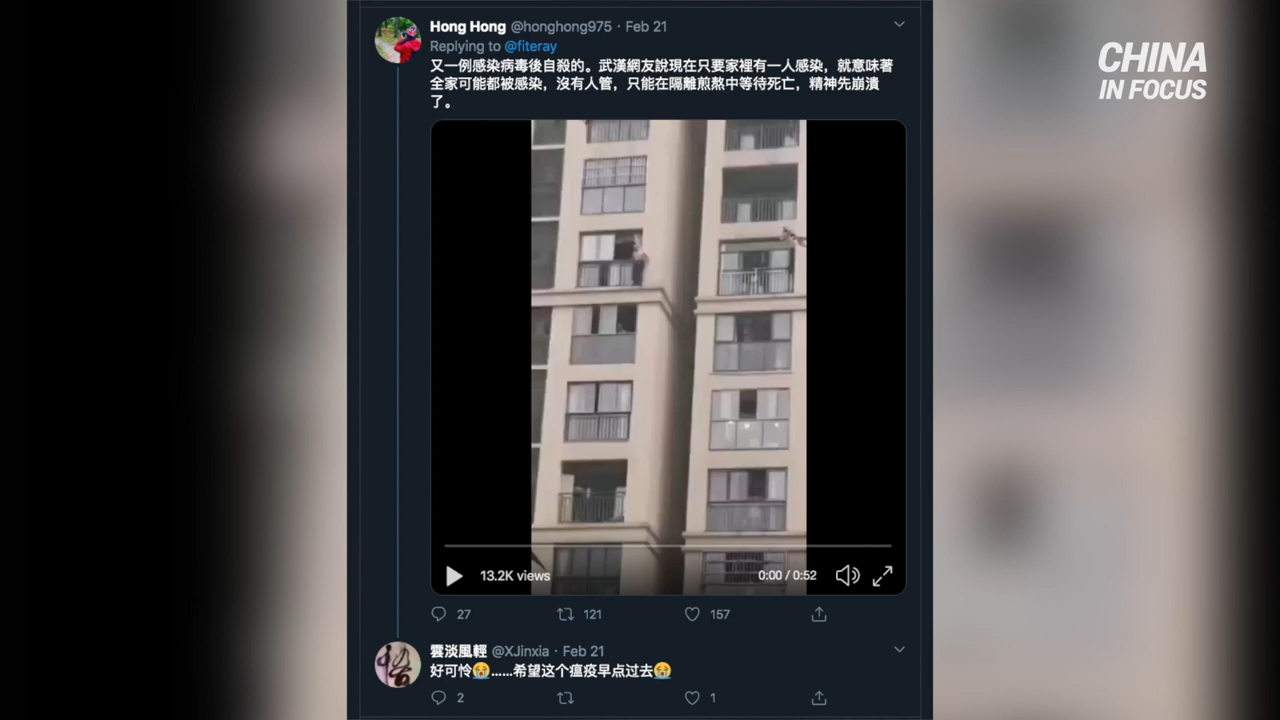 Hong Hong @honghong975 · Feb 21
Replying to @fiteray
又一例感染病毒後自殺的。武漢網友說現在只要家裡有一人感染，就意味著
全家可能都被感染，沒有人管，只能在隔離煎熬中等待死亡，精神先崩潰
了。
CHINA
IN FOCUS
13.2K views
0:00 / 0:52
27
121
157
雲淡風輕 @XJinxia · Feb 21
好可怜😭......希望这个瘟疫早点过去😭
2
1